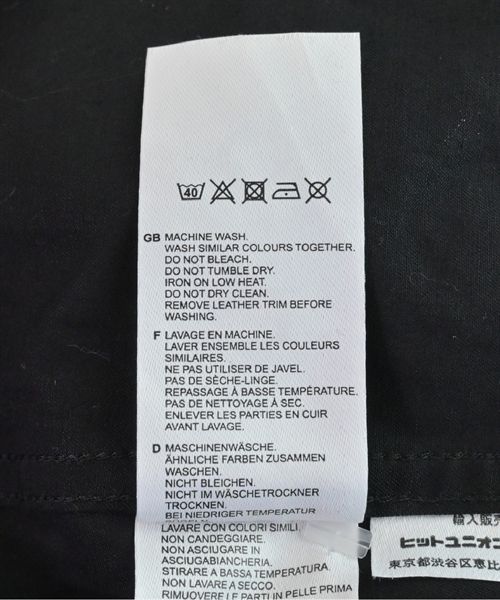 40
GB MACHINE WASH.
WASH SIMILAR COLOURS TOGETHER.
DO NOT BLEACH.
DO NOT TUMBLE DRY.
IRON ON LOW HEAT.
DO NOT DRY CLEAN.
REMOVE LEATHER TRIM BEFORE
WASHING.
F LAVAGE EN MACHINE.
LAVER ENSEMBLE LES COULEURS
SIMILAIRES.
NE PAS UTILISER DE JAVEL.
PAS DE SÈCHE-LINGE.
REPASSAGE À BASSE TEMPÉRATURE.
PAS DE NETTOYAGE À SEC.
ENLEVER LES PARTIES EN CUIR
AVANT LAVAGE.
D MASCHINENWÄSCHE.
ÄHNLICHE FARBEN ZUSAMMEN
WASCHEN.
NICHT BLEICHEN.
NICHT IM WÄSCHETROCKNER
TROCKNEN.
BEI NIEDRIGER TEMPERATUR
LAVARE CON COLORI SIMILI
NON CANDEGGIARE.
NON ASCIUGARE IN
ASCIUGABIANCHERIA.
STIRARE A BASSA TEMPERATURA.
NON LAVARE A SECCO.
RIMUOVERE LE PARTI IN PELLE PRIMA
輸入販売
ヒットユニオン
東京都渋谷区恵比